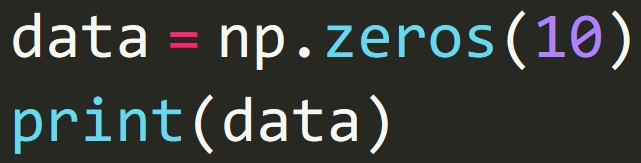 data = np.zeros(10)
print(data)